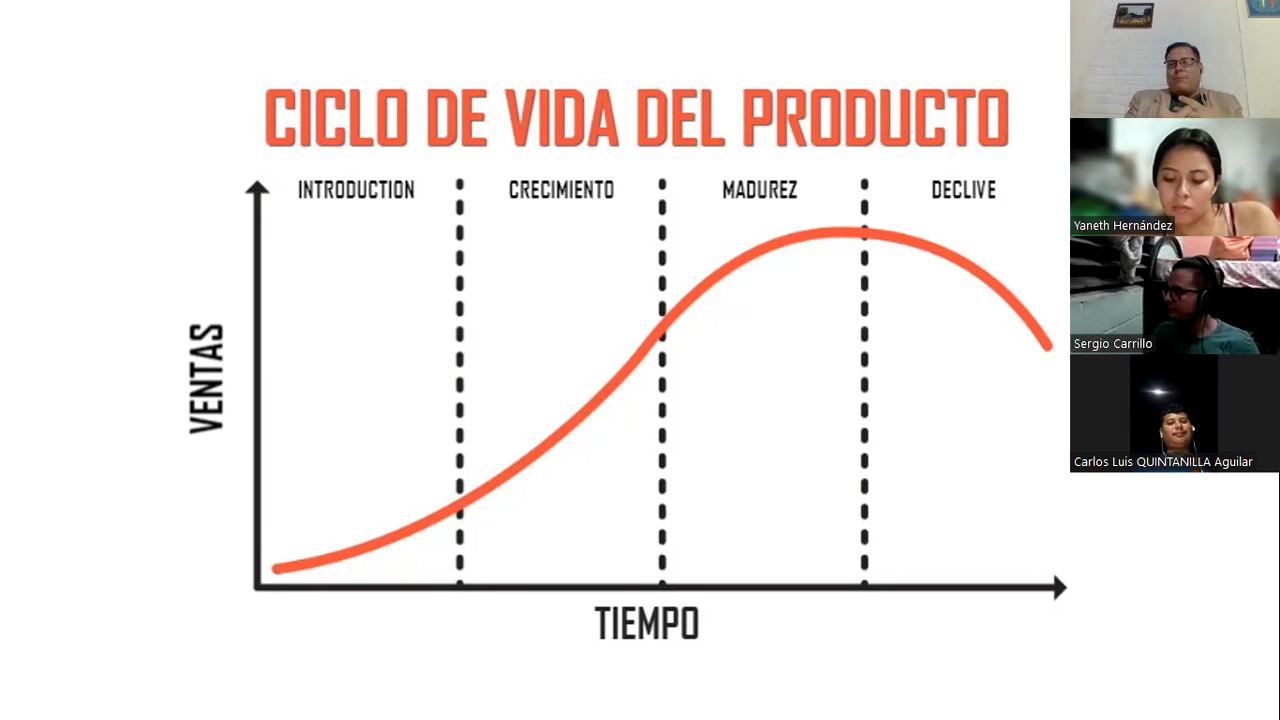 CICLO DE VIDA DEL PRODUCTO
INTRODUCTION
CRECIMIENTO
MADUREZ
DECLIVE
VENTAS
TIEMPO
Yaneth Hernández
Sergio Carrillo
Carlos Luis QUINTANILLA Aguilar